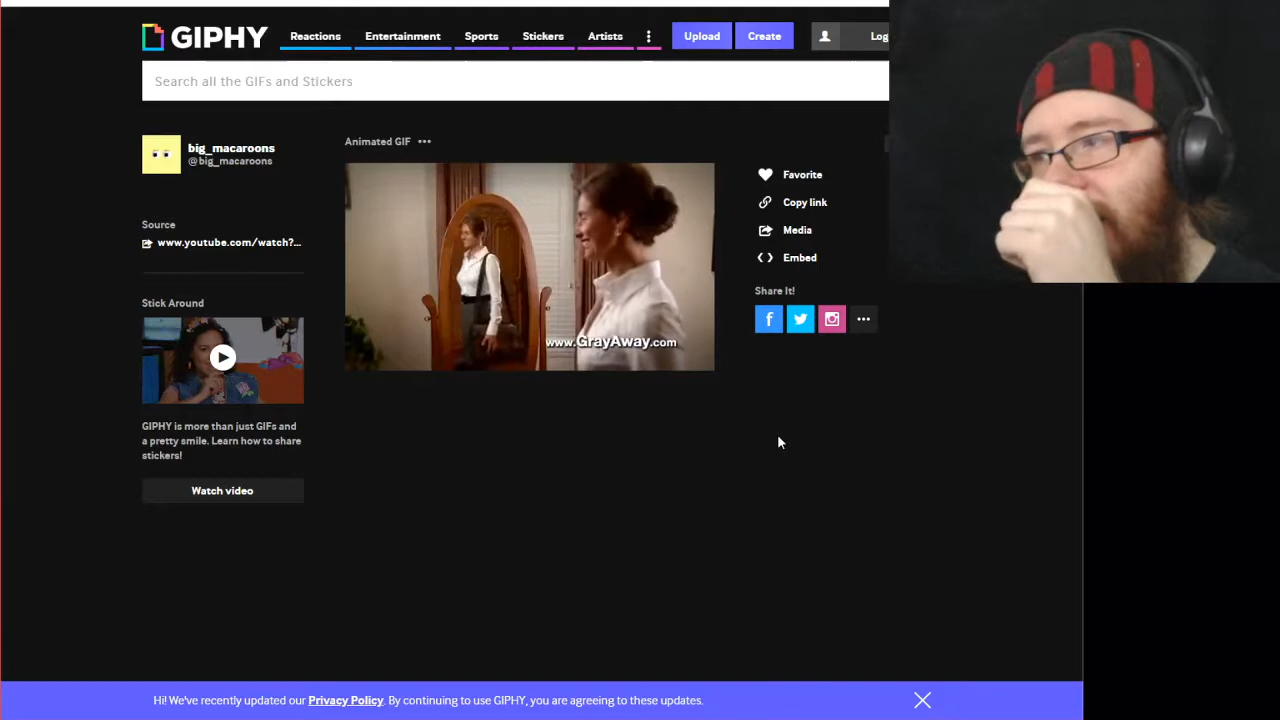 GIPHY
Reactions
Entertainment
Sports
Stickers
Artists
Upload
Create
Lo
Search all the GIFs and Stickers
big_macaroons
@big_macaroons
Animated GIF
Source
www.youtube.com/watch?...
Stick Around
GIPHY is more than just GIFs and
a pretty smile. Learn how to share
stickers!
Watch video
www.GrayAway.com
Favorite
Copy link
Media
Embed
Share It!
Hi! We've recently updated our Privacy Policy. By continuing to use GIPHY, you are agreeing to these updates.